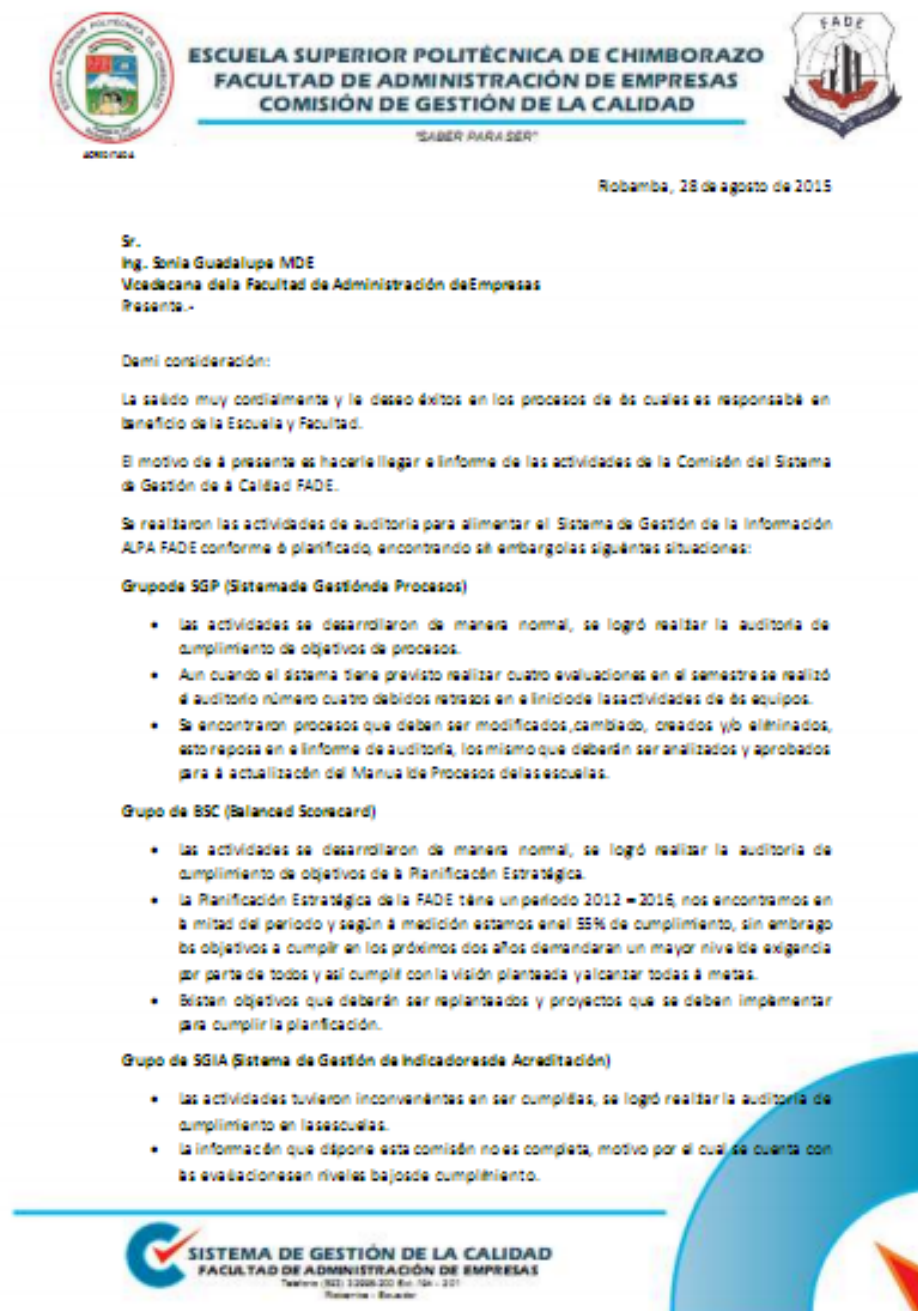 ESCUELA SUPERIOR POLITÉCNICA DE CHIMBORAZO
FACULTAD DE ADMINISTRACIÓN DE EMPRESAS
COMISIÓN DE GESTIÓN DE LA CALIDAD
"SABER PARA SER"
FADE
Riobamba, 28 de agosto de 2015
Sr.
Ing. Sonia Guadalupe MDE
Vicedecana dela Facultad de Administración de Empresas
Presente.-
Demi consideración:
La saludo muy cordialmente y le deseo éxitos en los procesos de los cuales es responsable en
beneficio de la Escuela y Facultad.
El motivo de la presente es hacerle llegar el informe de las actividades de la Comisión del Sistema
de Gestión de la Calidad FADE.
Se realizaron las actividades de auditoria para alimentar el Sistema de Gestión de la Información
ALPA FADE conforme lo planificado, encontrando sin embargo las siguientes situaciones:
Grupo de SGP (Sistema de Gestión de Procesos)
• Las actividades se desarrollaron de manera normal, se logró realizar la auditoria de
cumplimiento de objetivos de procesos.
• Aun cuando el sistema tiene previsto realizar cuatro evaluaciones en el semestre se realizó
el auditorio número cuatro debidos retrasos en el inicio de las actividades de los equipos.
• Se encontraron procesos que deben ser modificados, cambiado, creados y/o eliminados,
esto reposa en el informe de auditoría, los mismo que deberán ser analizados y aprobados
para la actualización del Manual de Procesos de las escuelas.
Grupo de BSC (Balanced Scorecard)
• Las actividades se desarrollaron de manera normal, se logró realizar la auditoria de
cumplimiento de objetivos de la Planificación Estratégica.
• La Planificación Estratégica de la FADE tiene un periodo 2012 – 2016, nos encontramos en
la mitad del periodo y según la medición estamos en el 55% de cumplimiento, sin embrago
los objetivos a cumplir en los próximos dos años demandaran un mayor nivel de exigencia
por parte de todos y así cumplir con la visión planteada y alcanzar todas la metas.
• Existen objetivos que deberán ser replanteados y proyectos que se deben implementar
para cumplir la planificación.
Grupo de SGIA (Sistema de Gestión de Indicadores de Acreditación)
• Las actividades tuvieron inconvenientes en ser cumplidas, se logró realizar la auditoria de
cumplimiento en las escuelas.
• La información que dispone esta comisión no es completa, motivo por el cual se cuenta con
las evaluaciones en niveles bajos de cumplimiento.
SISTEMA DE GESTIÓN DE LA CALIDAD
FACULTAD DE ADMINISTRACIÓN DE EMPRESAS
Riobamba - Ecuador